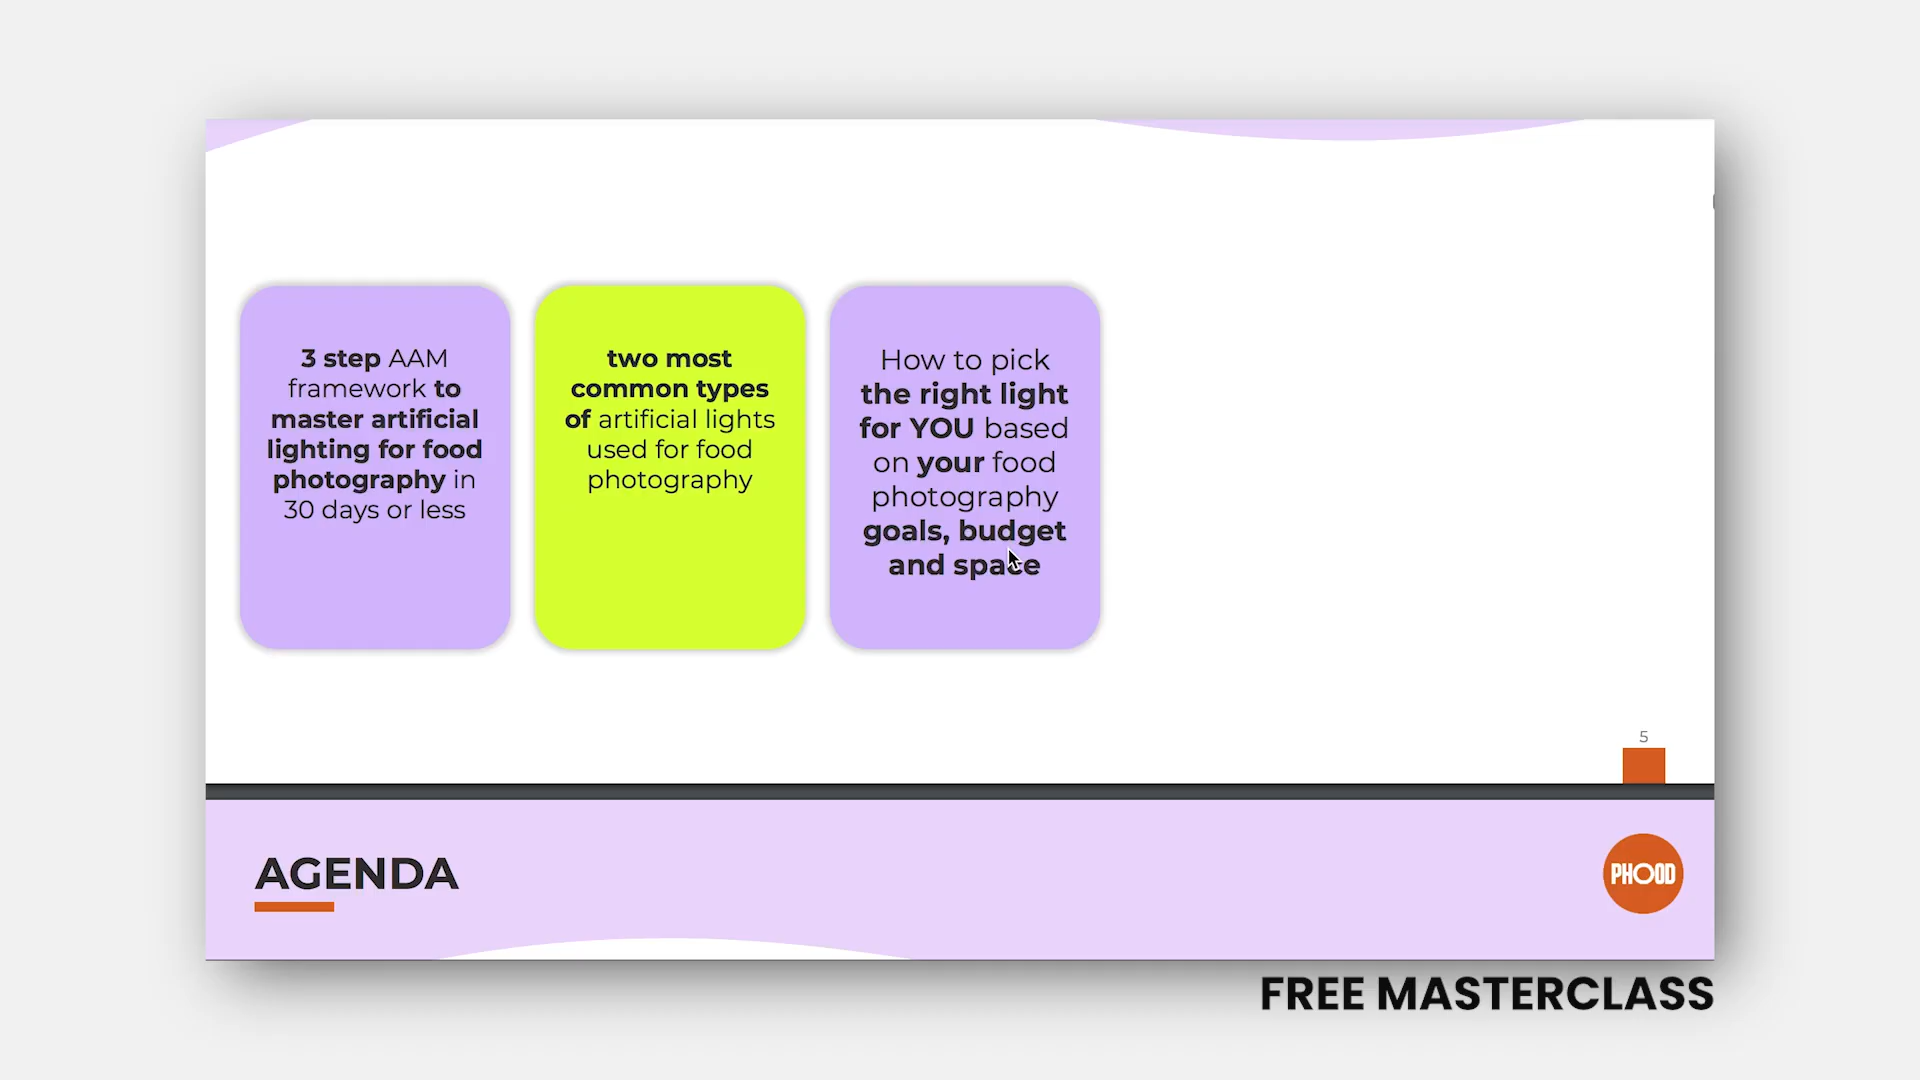 3 step AAM
framework to
master artificial
lighting for food
photography in
30 days or less
two most
common types
of artificial lights
used for food
photography
How to pick
the right light
for YOU based
on your food
photography
goals, budget
and space
5
AGENDA
PHOOD
FREE MASTERCLASS